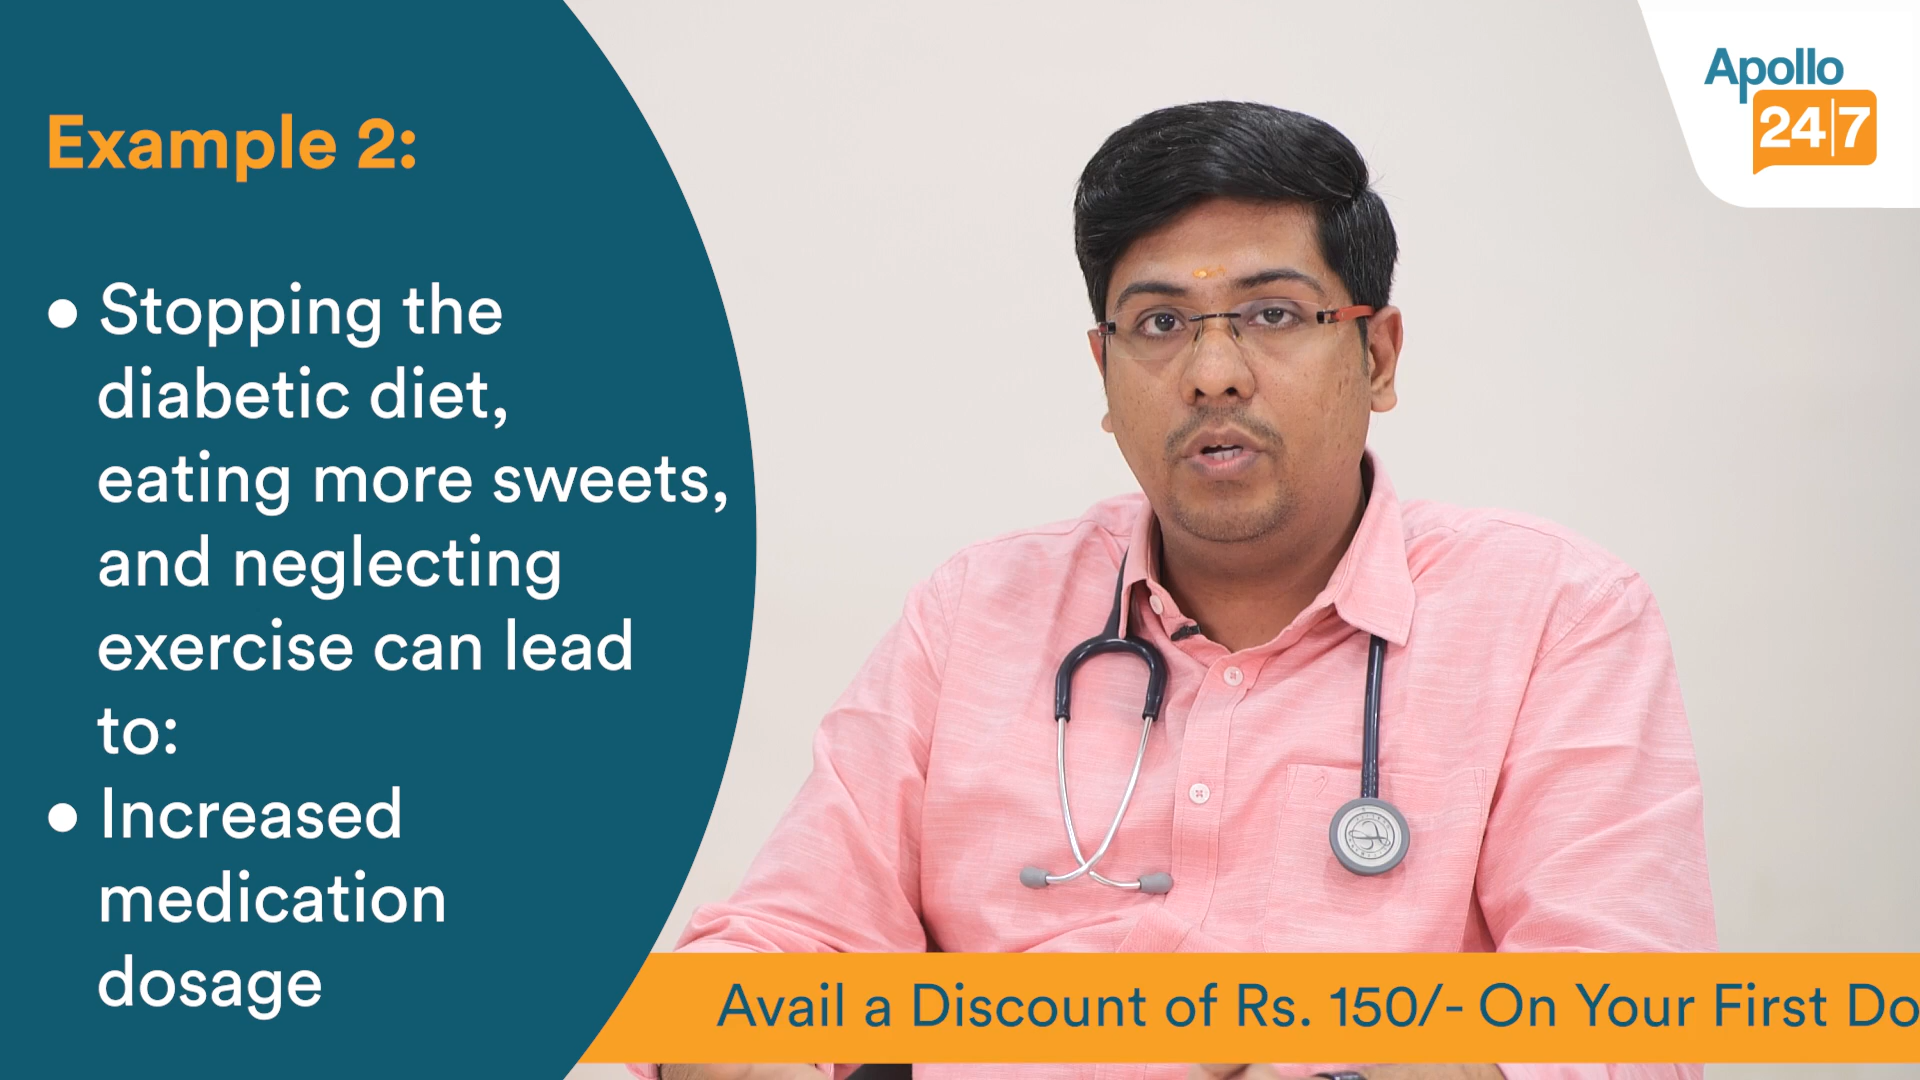 Example 2:
• Stopping the
diabetic diet,
eating more sweets,
and neglecting
exercise can lead
to:
• Increased
medication
dosage
Apollo
24|7
Avail a Discount of Rs. 150/- On Your First Do